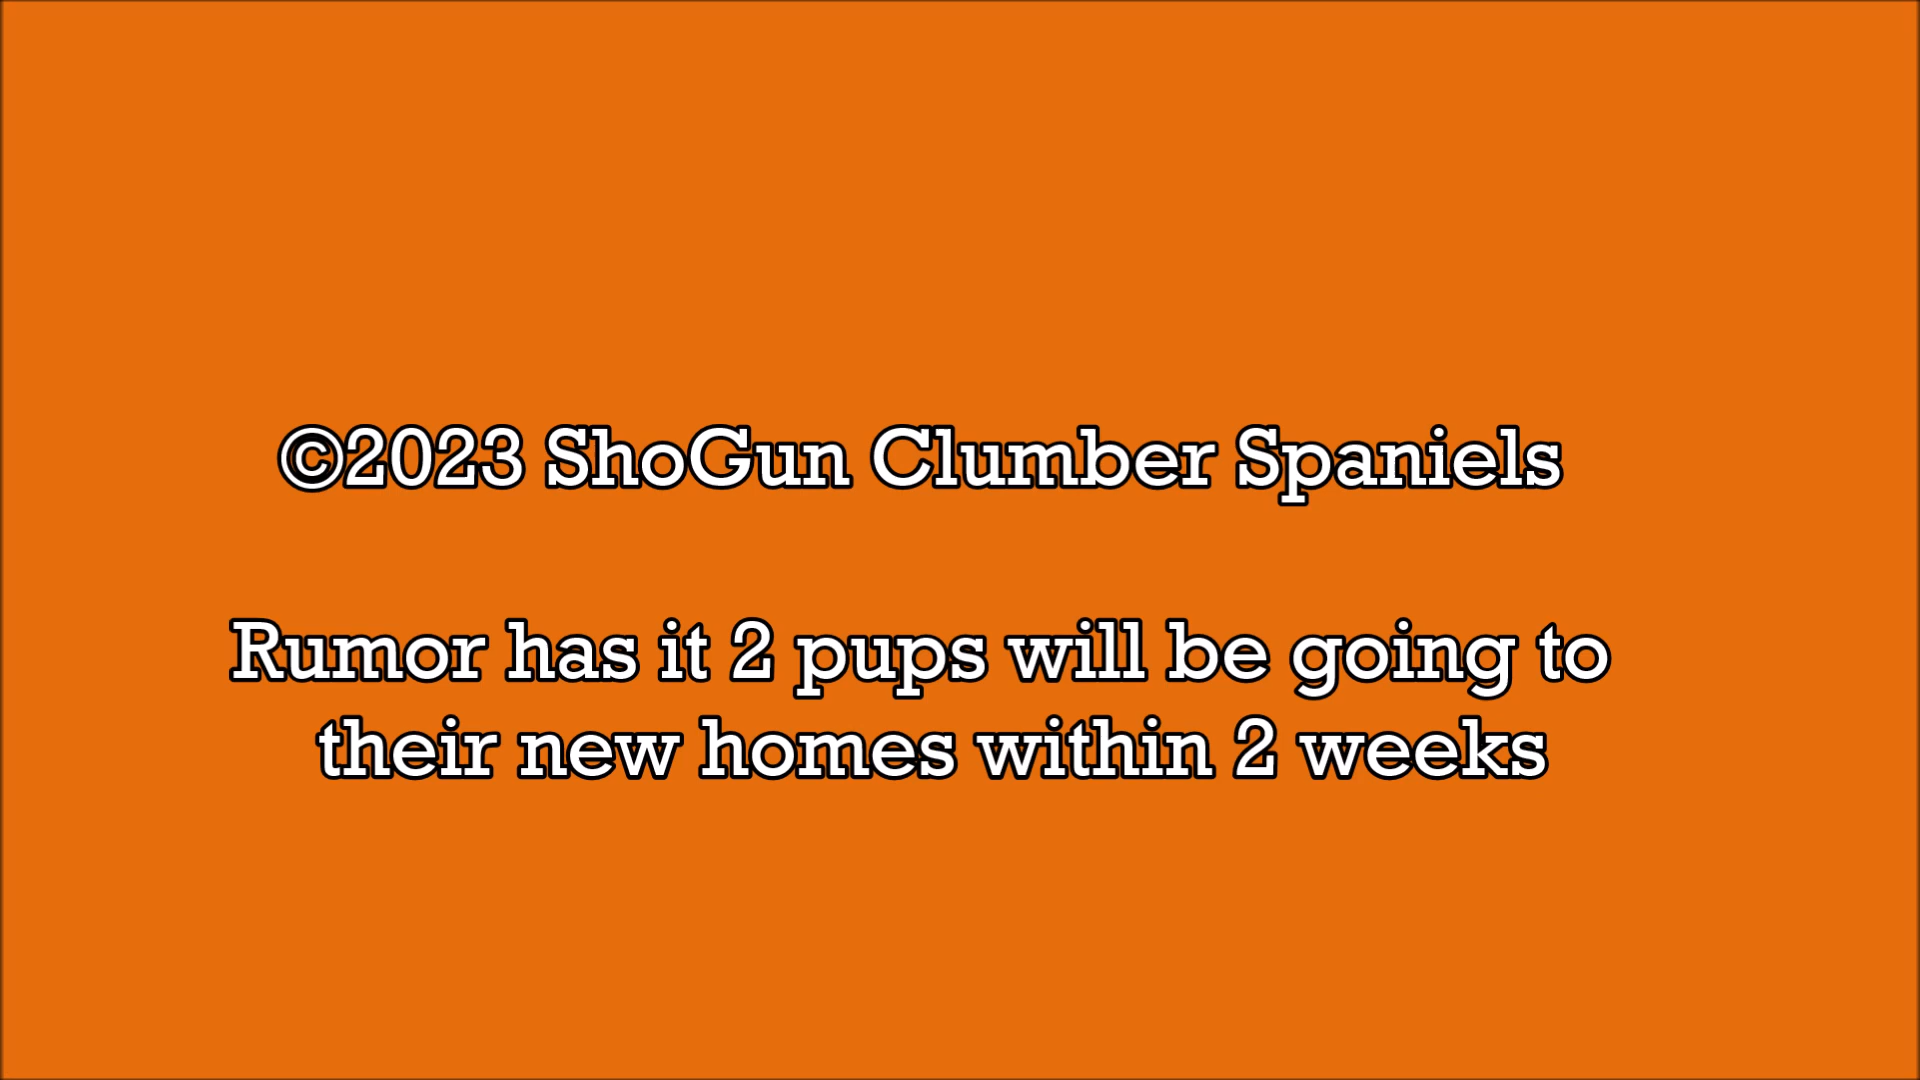 ©2023 ShoGun Clumber Spaniels
Rumor has it 2 pups will be going to
their new homes within 2 weeks